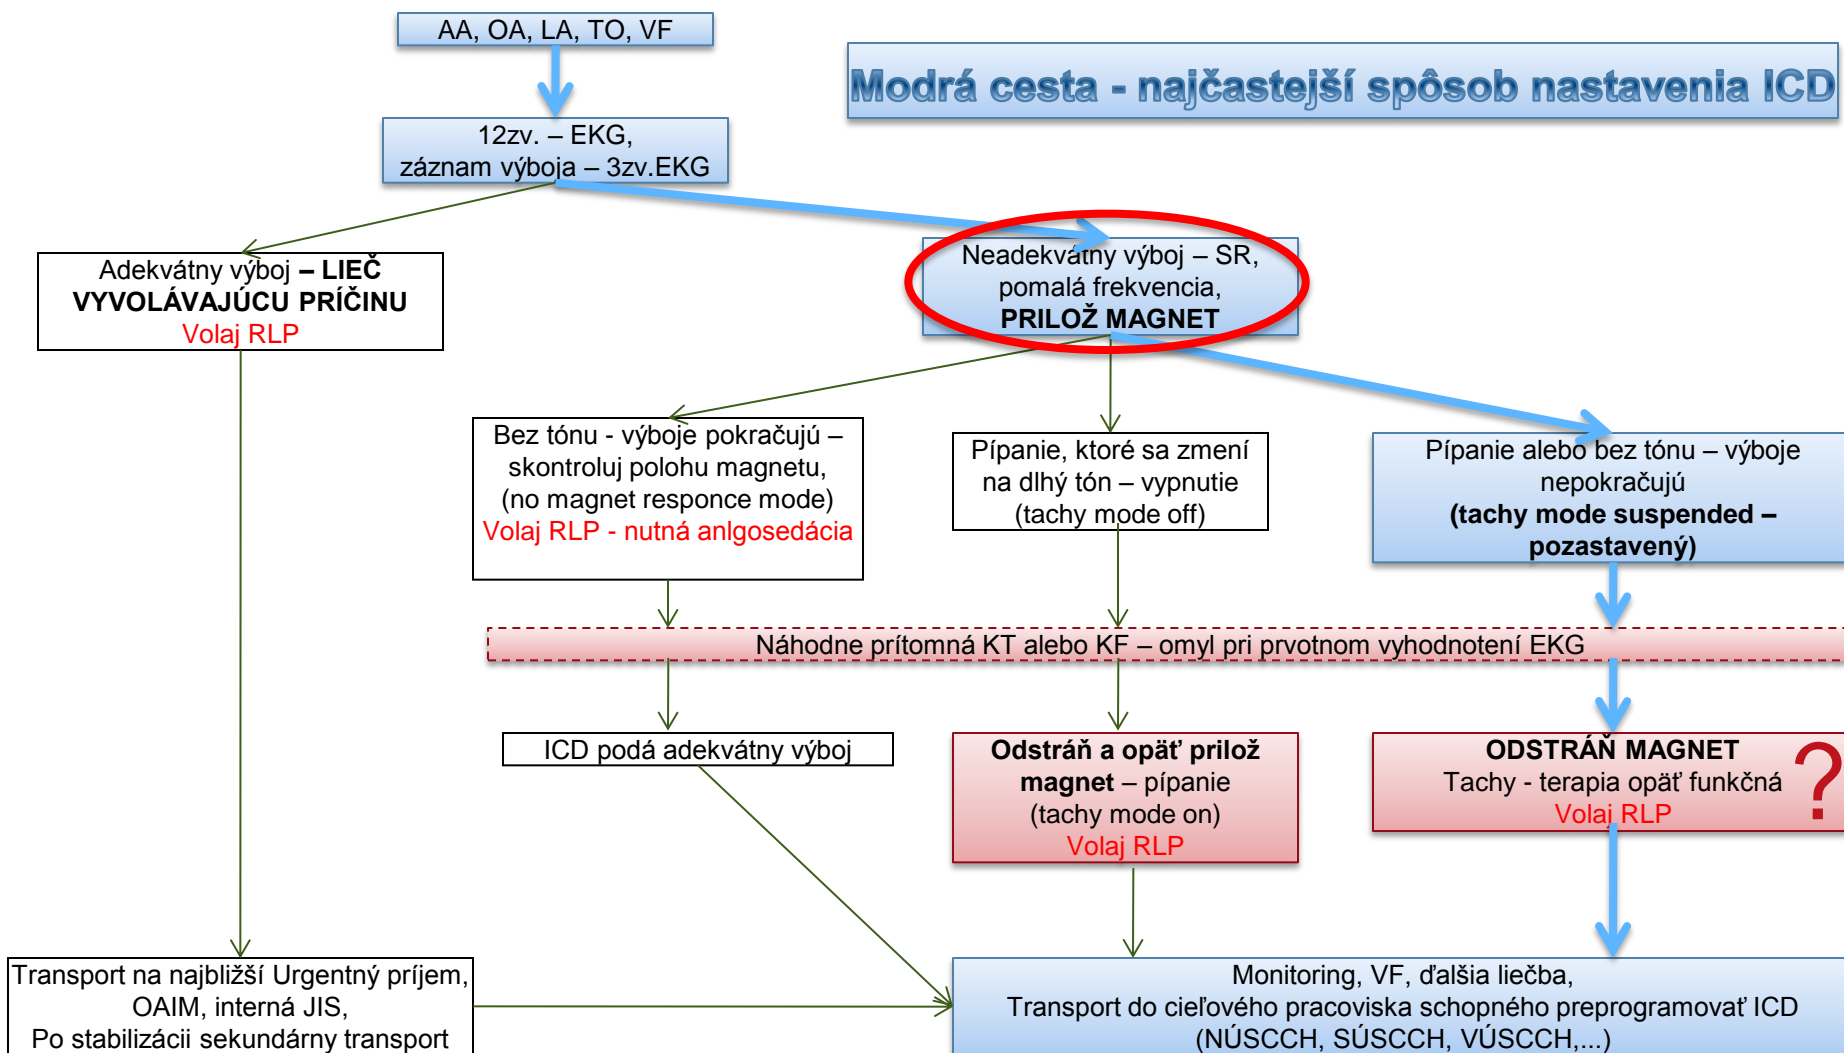 AA, OA, LA, TO, VF
Modrá cesta - najčastejší spôsob nastavenia ICD
12zv. – EKG,
záznam výboja – 3zv.EKG
Adekvátny výboj – LIEČ
VYVOLÁVAJÚCU PRÍČINU
Volaj RLP
Neadekvátny výboj – SR,
pomalá frekvencia,
PRILOŽ MAGNET
Bez tónu - výboje pokračujú –
skontroluj polohu magnetu,
(no magnet responce mode)
Volaj RLP - nutná anlgosedácia
Pípanie, ktoré sa zmení
na dlhý tón – vypnutie
(tachy mode off)
Pípanie alebo bez tónu – výboje
nepokračujú
(tachy mode suspended –
pozastavený)
Náhodne prítomná KT alebo KF – omyl pri prvotnom vyhodnotení EKG
ICD podá adekvátny výboj
Odstráň a opäť prilož
magnet – pípanie
(tachy mode on)
Volaj RLP
ODSTRÁŇ MAGNET
Tachy - terapia opäť funkčná
Volaj RLP
?
Transport na najbližší Urgentný príjem,
OAIM, interná JIS,
Po stabilizácii sekundárny transport
Monitoring, VF, ďalšia liečba,
Transport do cieľového pracoviska schopného preprogramovať ICD
(NÚSCCH, SÚSCCH, VÚSCCH,...)